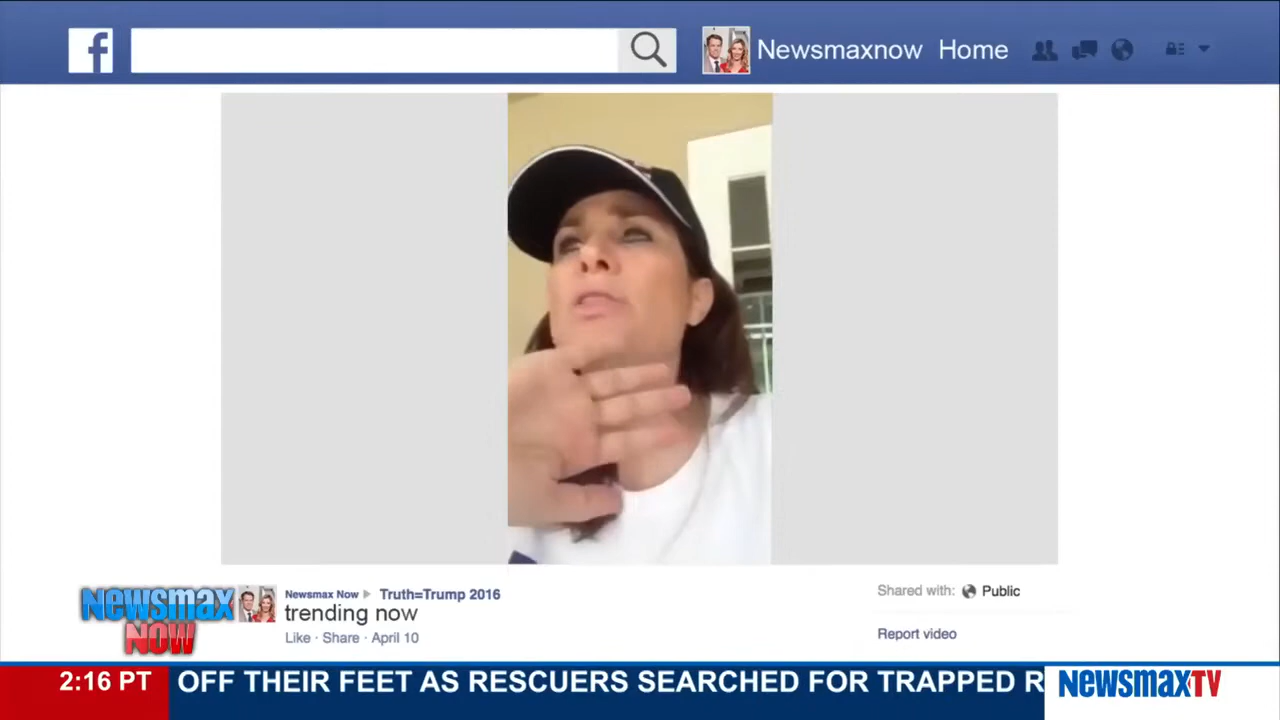 f
Newsmaxnow Home
Newsmax Now Truth=Trump 2016
trending now
Like · Share · April 10
Shared with: Public
Report video
NEWSMAX
NOW
2:16 PT
OFF THEIR FEET AS RESCUERS SEARCHED FOR TRAPPED R
NEWSMAXTV